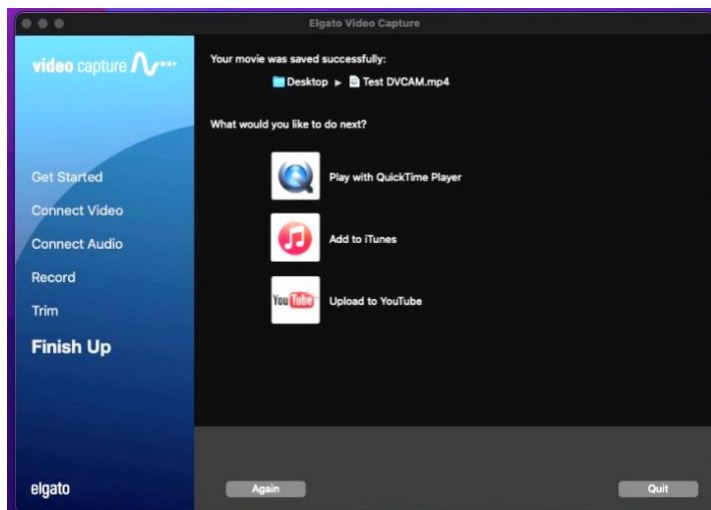 Elgato Video Capture
video capture
Get Started
Connect Video
Connect Audio
Record
Trim
Finish Up
elgato
Your movie was saved successfully:
Desktop ▸ Test DVCAM.mp4
What would you like to do next?
Play with QuickTime Player
Add to iTunes
You Tube
Upload to YouTube
Again
Quit